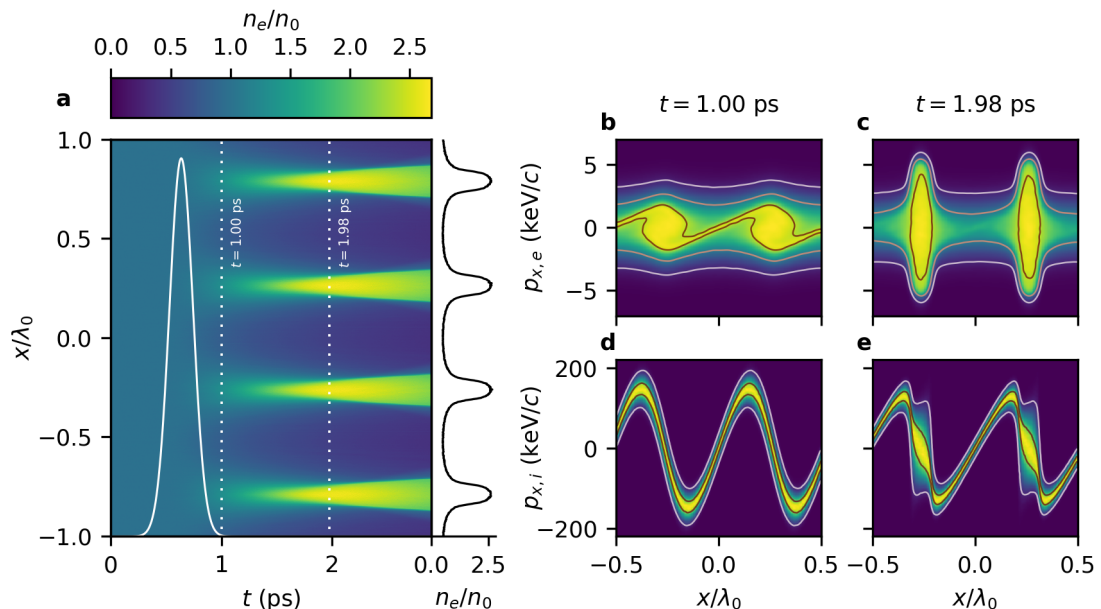 n_e/n_0
0.0 0.5 1.0 1.5 2.0 2.5
a
t = 1.00 ps
t = 1.98 ps
b
c
1.0
0.5
0.0
−0.5
−1.0
x/λ_0
t = 1.00 ps
t = 1.98 ps
0 1 2 0.0 2.5
t (ps)
n_e/n_0
5
0
−5
p_{x,e} (keV/c)
d
e
200
0
−200
p_{x,i} (keV/c)
−0.5 0.0 0.5
−0.5 0.0 0.5
x/λ_0
x/λ_0